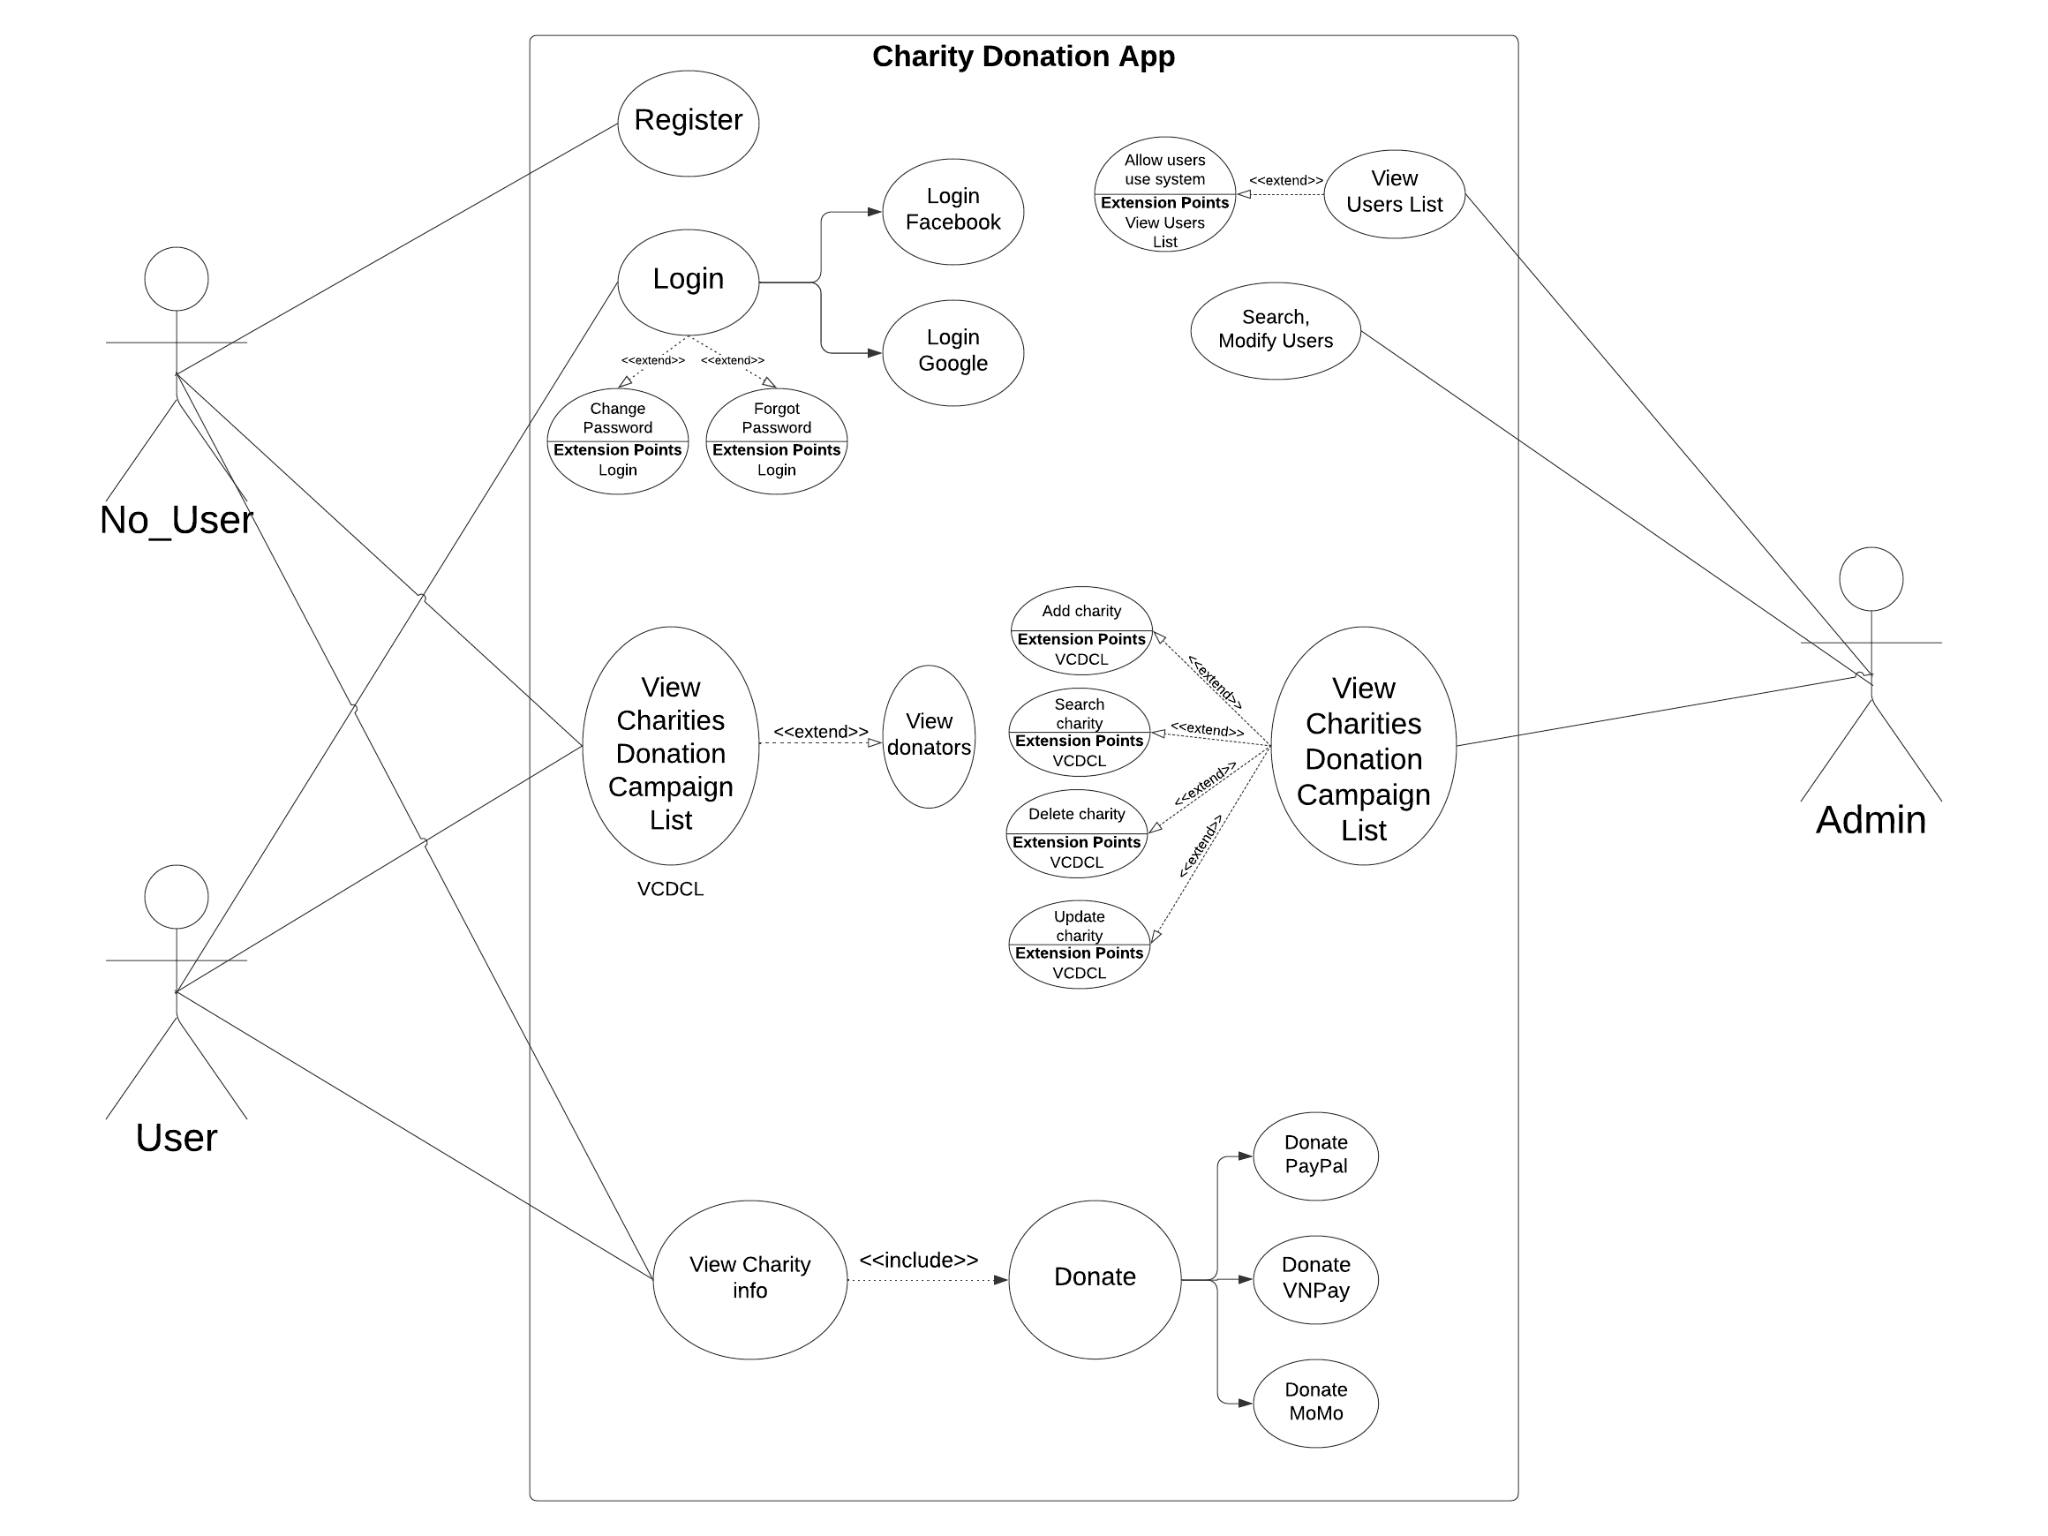 Charity Donation App
Register
Login
Facebook
Allow users
use system
Extension Points
View Users
List
<<extend>>
View
Users List
Login
Login
Google
Search,
Modify Users
<<extend>>
<<extend>>
Change
Password
Extension Points
Login
Forgot
Password
Extension Points
Login
No_User
View
Charities
Donation
Campaign
List
VCDCL
<<extend>>
View
donators
Add charity
Extension Points
VCDCL
Search
charity
Extension Points
VCDCL
Delete charity
Extension Points
VCDCL
Update
charity
Extension Points
VCDCL
<<extend>>
<<extend>>
<<extend>>
<<extend>>
View
Charities
Donation
Campaign
List
Admin
User
View Charity
info
<<include>>
Donate
Donate
PayPal
Donate
VNPay
Donate
MoMo